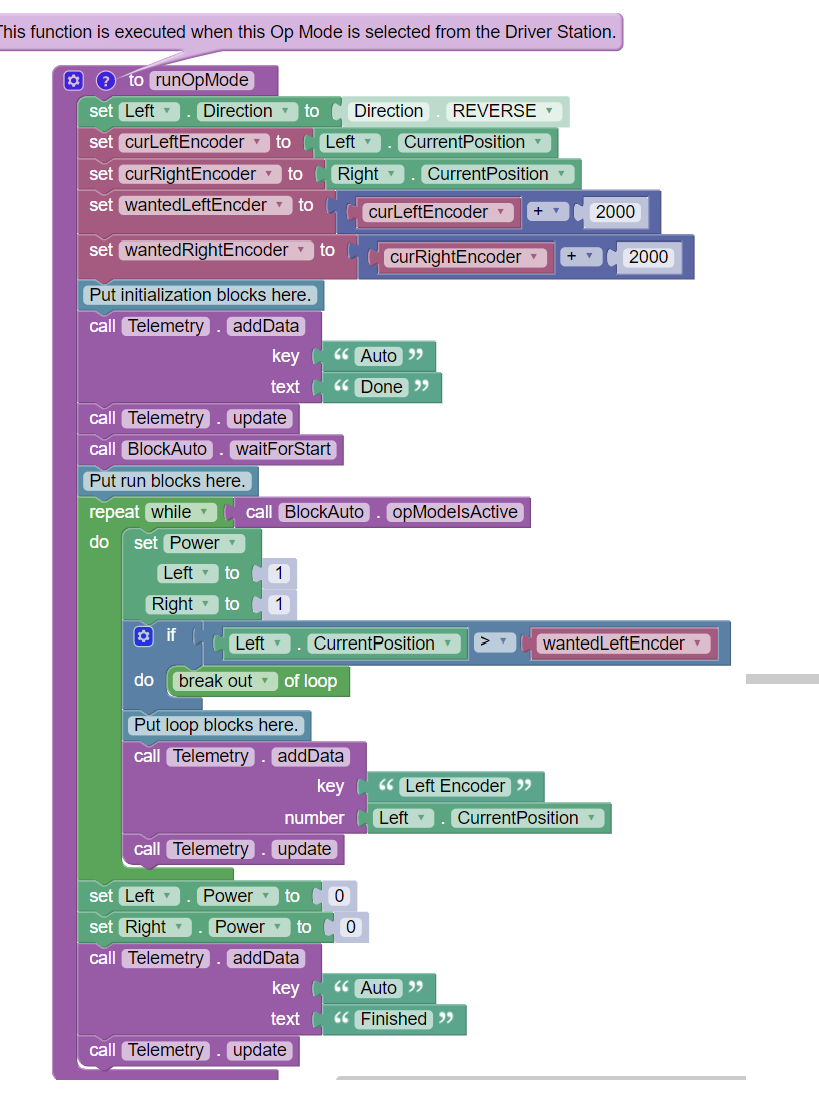 This function is executed when this Op Mode is selected from the Driver Station.
? to runOpMode
set Left . Direction to Direction . REVERSE
set curLeftEncoder to Left . CurrentPosition
set curRightEncoder to Right . CurrentPosition
set wantedLeftEncder to curLeftEncoder + 2000
set wantedRightEncoder to curRightEncoder + 2000
Put initialization blocks here.
call Telemetry . addData
key “ Auto ”
text “ Done ”
call Telemetry . update
call BlockAuto . waitForStart
Put run blocks here.
repeat while call BlockAuto . opModeIsActive
do set Power
Left to 1
Right to 1
if Left . CurrentPosition > wantedLeftEncder
do break out of loop
Put loop blocks here.
call Telemetry . addData
key “ Left Encoder ”
number Left . CurrentPosition
call Telemetry . update
set Left . Power to 0
set Right . Power to 0
call Telemetry . addData
key “ Auto ”
text “ Finished ”
call Telemetry . update